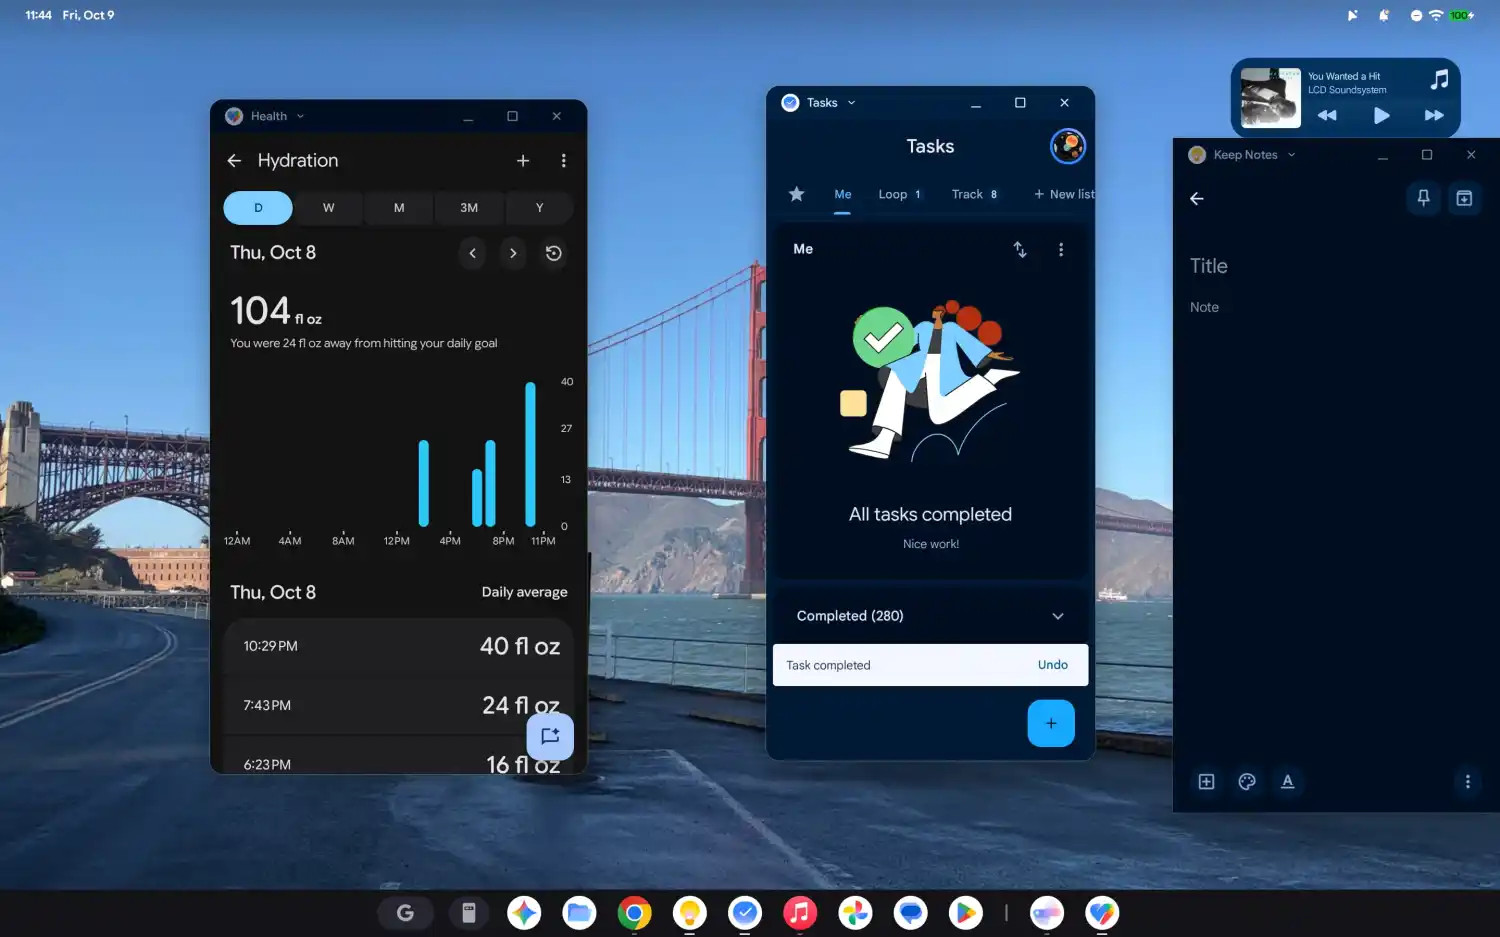 11:44 Fri, Oct 9
100
You Wanted a Hit
LCD Soundsystem
Health
Hydration
D W M 3M Y
Thu, Oct 8
104 fl oz
You were 24 fl oz away from hitting your daily goal
40
27
13
0
12AM 4AM 8AM 12PM 4PM 8PM 11PM
Thu, Oct 8 Daily average
10:29 PM 40 fl oz
7:43 PM 24 fl oz
6:23 PM 16 fl oz
Tasks
Tasks
Me Loop 1 Track 8 + New list
Me
All tasks completed
Nice work!
Completed (280)
Task completed Undo
Keep Notes
Title
Note